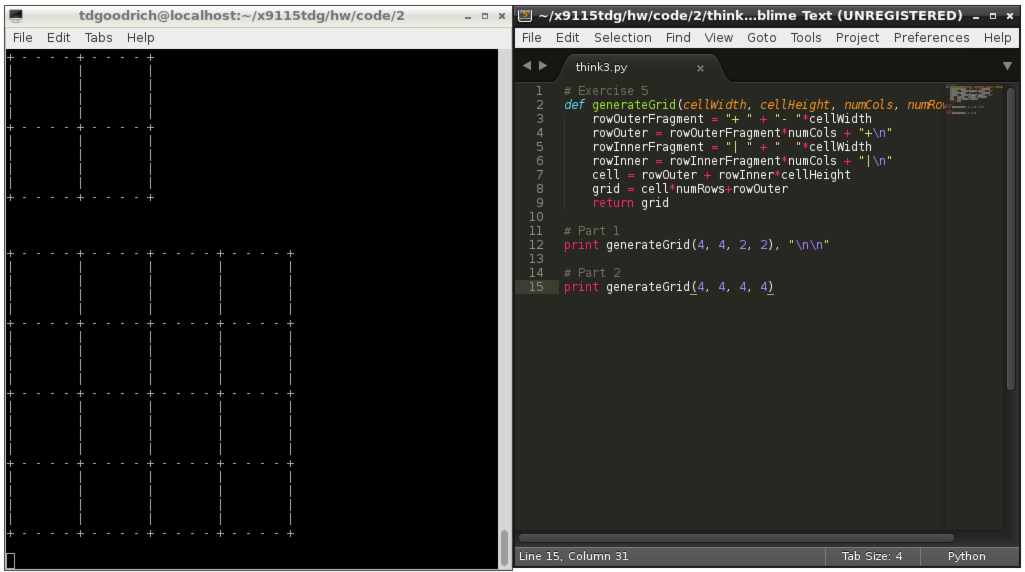 tdgoodrich@localhost:~/x9115tdg/hw/code/2
File Edit Tabs Help
+ - - - - + - - - - +
|         |         |
|         |         |
|         |         |
|         |         |
+ - - - - + - - - - +
|         |         |
|         |         |
|         |         |
|         |         |
+ - - - - + - - - - +
+ - - - - + - - - - + - - - - + - - - - +
|         |         |         |         |
|         |         |         |         |
|         |         |         |         |
|         |         |         |         |
+ - - - - + - - - - + - - - - + - - - - +
|         |         |         |         |
|         |         |         |         |
|         |         |         |         |
|         |         |         |         |
+ - - - - + - - - - + - - - - + - - - - +
|         |         |         |         |
|         |         |         |         |
|         |         |         |         |
|         |         |         |         |
+ - - - - + - - - - + - - - - + - - - - +
|         |         |         |         |
|         |         |         |         |
|         |         |         |         |
|         |         |         |         |
+ - - - - + - - - - + - - - - + - - - - +
~/x9115tdg/hw/code/2/think...blime Text (UNREGISTERED)
File Edit Selection Find View Goto Tools Project Preferences Help
think3.py
1 # Exercise 5
2 def generateGrid(cellWidth, cellHeight, numCols, numRo
3     rowOuterFragment = "+ " + "- "*cellWidth
4     rowOuter = rowOuterFragment*numCols + "+\n"
5     rowInnerFragment = "| " + "  "*cellWidth
6     rowInner = rowInnerFragment*numCols + "|\n"
7     cell = rowOuter + rowInner*cellHeight
8     grid = cell*numRows+rowOuter
9     return grid
10
11 # Part 1
12 print generateGrid(4, 4, 2, 2), "\n\n"
13
14 # Part 2
15 print generateGrid(4, 4, 4, 4)
Line 15, Column 31
Tab Size: 4
Python